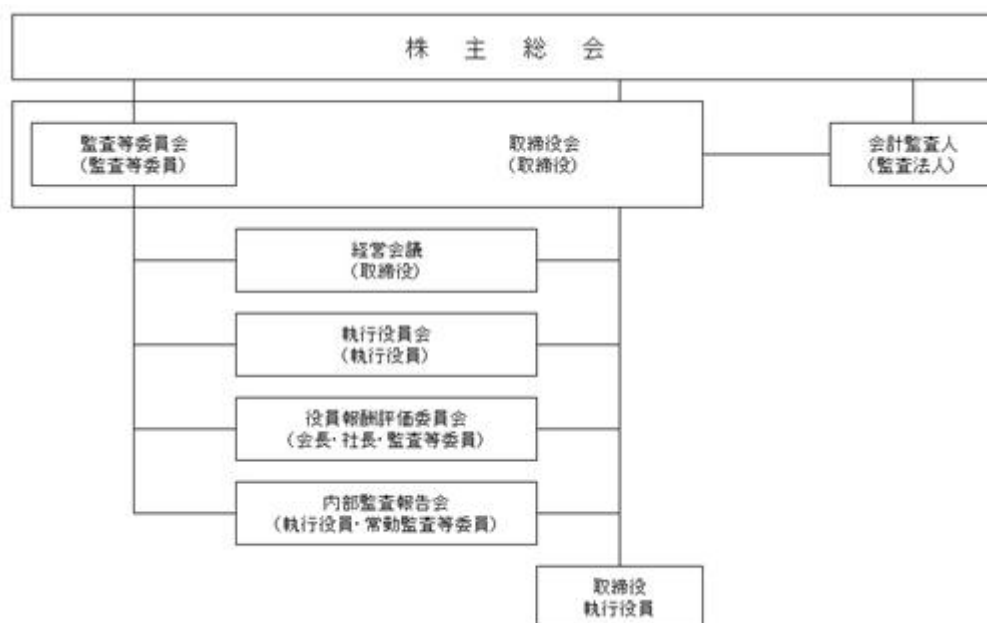 株主総会
監査等委員会
(監査等委員)
取締役会
(取締役)
会計監査人
(監査法人)
経営会議
(取締役)
執行役員会
(執行役員)
役員報酬評価委員会
(会長・社長・監査等委員)
内部監査報告会
(執行役員・常勤監査等委員)
取締役
執行役員